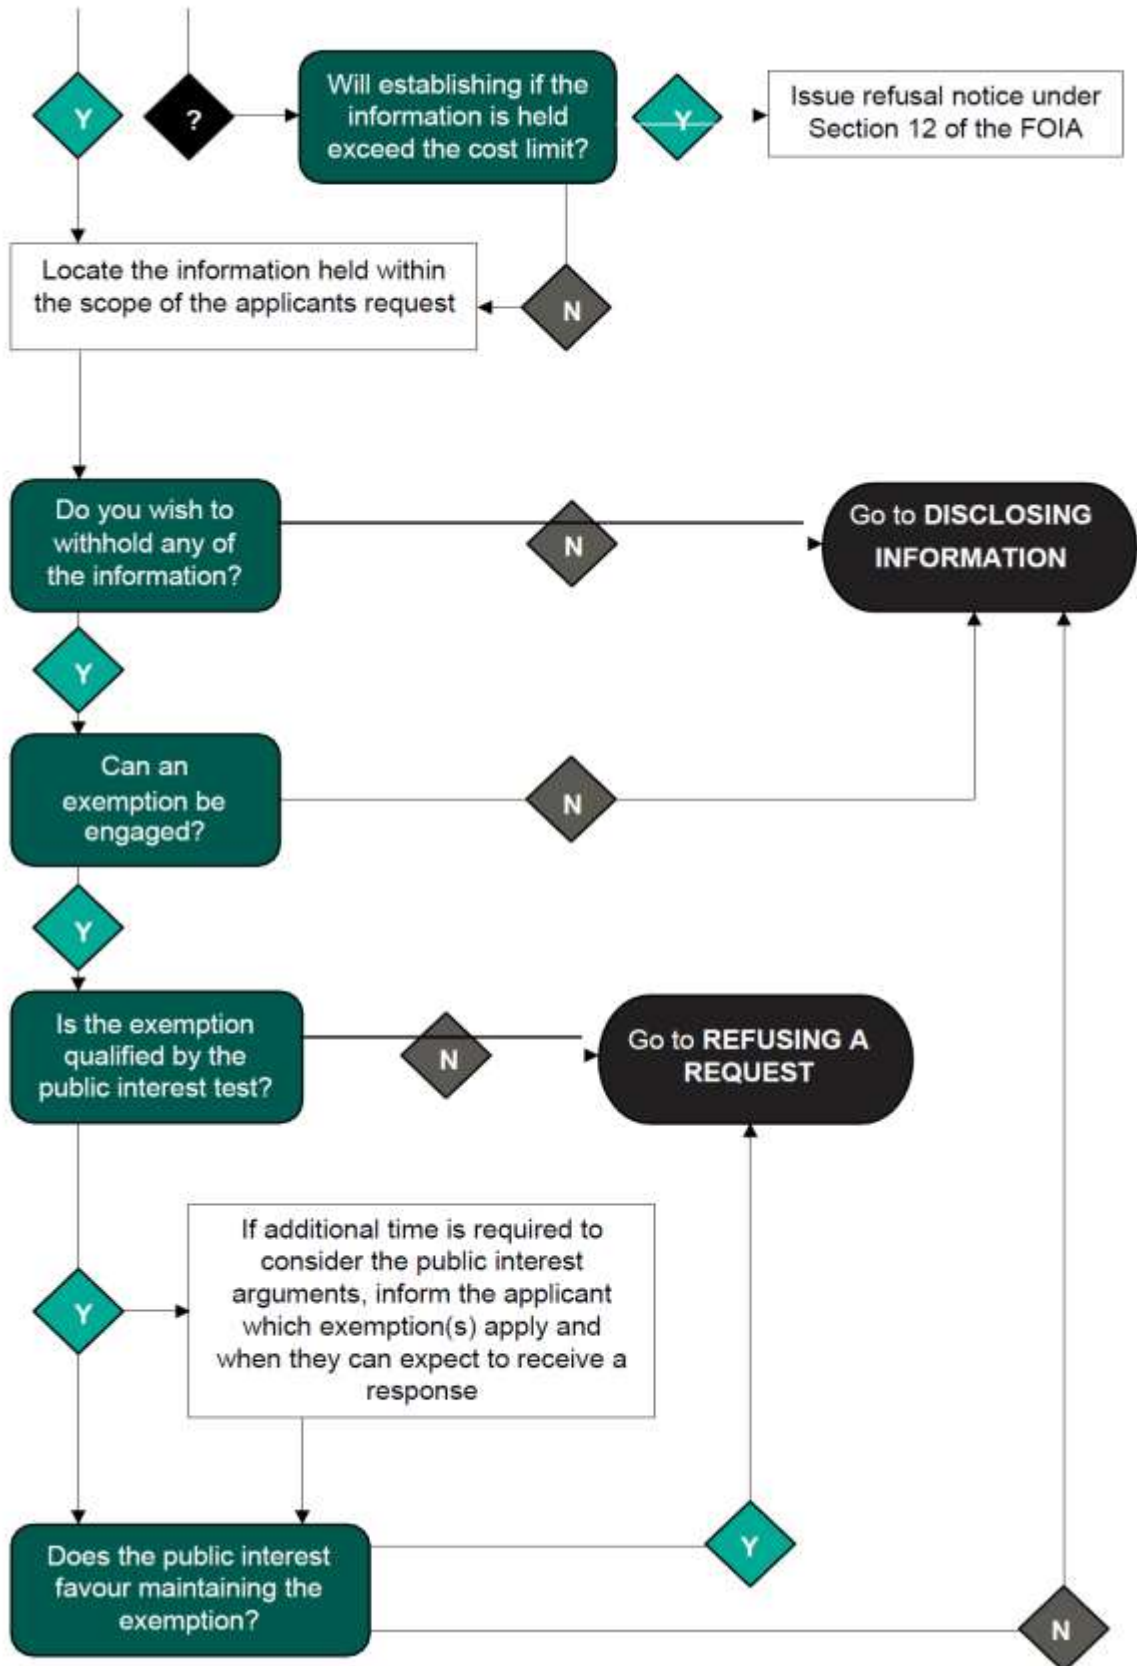 Y
?
Will establishing if the
information is held
exceed the cost limit?
Y
Issue refusal notice under
Section 12 of the FOIA
Locate the information held within
the scope of the applicants request
N
Do you wish to
withhold any of
the information?
N
Go to DISCLOSING
INFORMATION
Y
Can an
exemption be
engaged?
N
Y
Is the exemption
qualified by the
public interest test?
N
Go to REFUSING A
REQUEST
If additional time is required to
consider the public interest
arguments, inform the applicant
which exemption(s) apply and
when they can expect to receive a
response
Y
Does the public interest
favour maintaining the
exemption?
Y
N